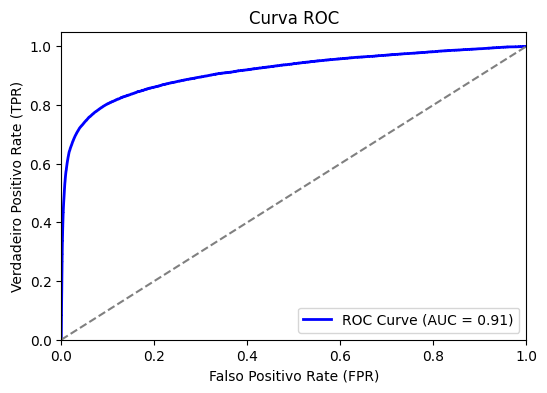 Curva ROC
1.0
0.8
0.6
0.4
0.2
0.0
Verdadeiro Positivo Rate (TPR)
ROC Curve (AUC = 0.91)
0.0 0.2 0.4 0.6 0.8 1.0
Falso Positivo Rate (FPR)